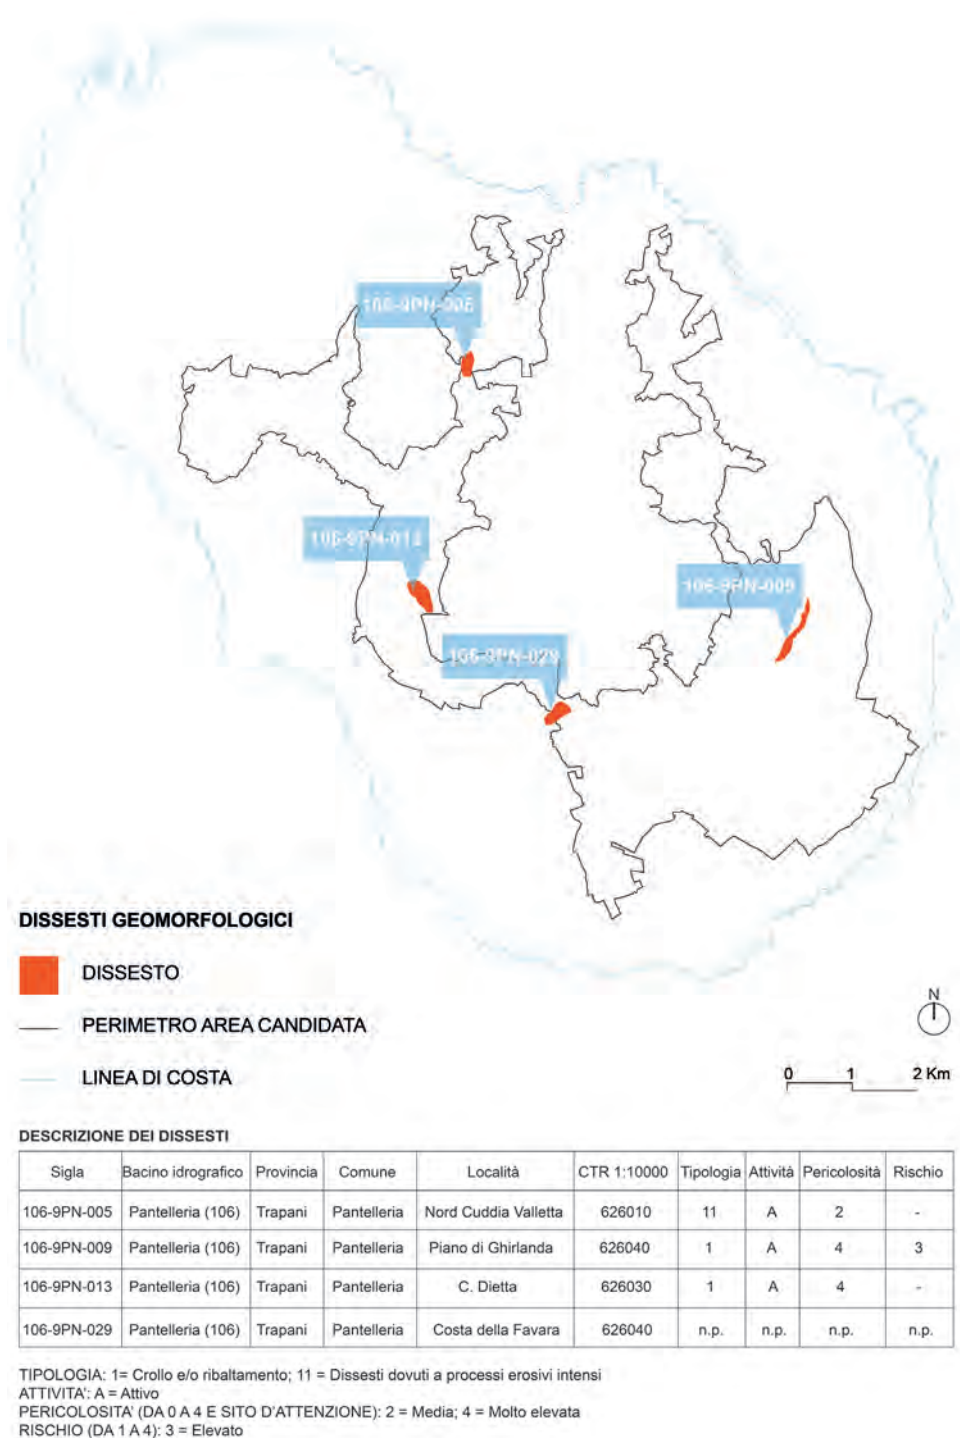 106-9PN-005
106-9PN-013
106-9PN-009
106-9PN-029
DISSESTI GEOMORFOLOGICI
DISSESTO
PERIMETRO AREA CANDIDATA
LINEA DI COSTA
N
0 1 2 Km
DESCRIZIONE DEI DISSESTI
Sigla Bacino idrografico Provincia Comune Località CTR 1:10000 Tipologia Attività Pericolosità Rischio
106-9PN-005 Pantelleria (106) Trapani Pantelleria Nord Cuddia Valletta 626010 11 A 2 -
106-9PN-009 Pantelleria (106) Trapani Pantelleria Piano di Ghirlanda 626040 1 A 4 3
106-9PN-013 Pantelleria (106) Trapani Pantelleria C. Dietta 626030 1 A 4 -
106-9PN-029 Pantelleria (106) Trapani Pantelleria Costa della Favara 626040 n.p. n.p. n.p. n.p.
TIPOLOGIA: 1= Crollo e/o ribaltamento; 11 = Dissesti dovuti a processi erosivi intensi
ATTIVITA': A = Attivo
PERICOLOSITA' (DA 0 A 4 E SITO D'ATTENZIONE): 2 = Media; 4 = Molto elevata
RISCHIO (DA 1 A 4): 3 = Elevato